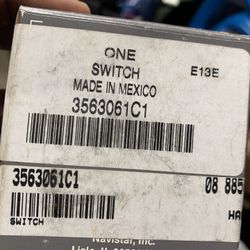 ONE
SWITCH E13E
MADE IN MEXICO
3563061C1
3563061C1 08 885
SWITCH HA
Navistar, Inc.